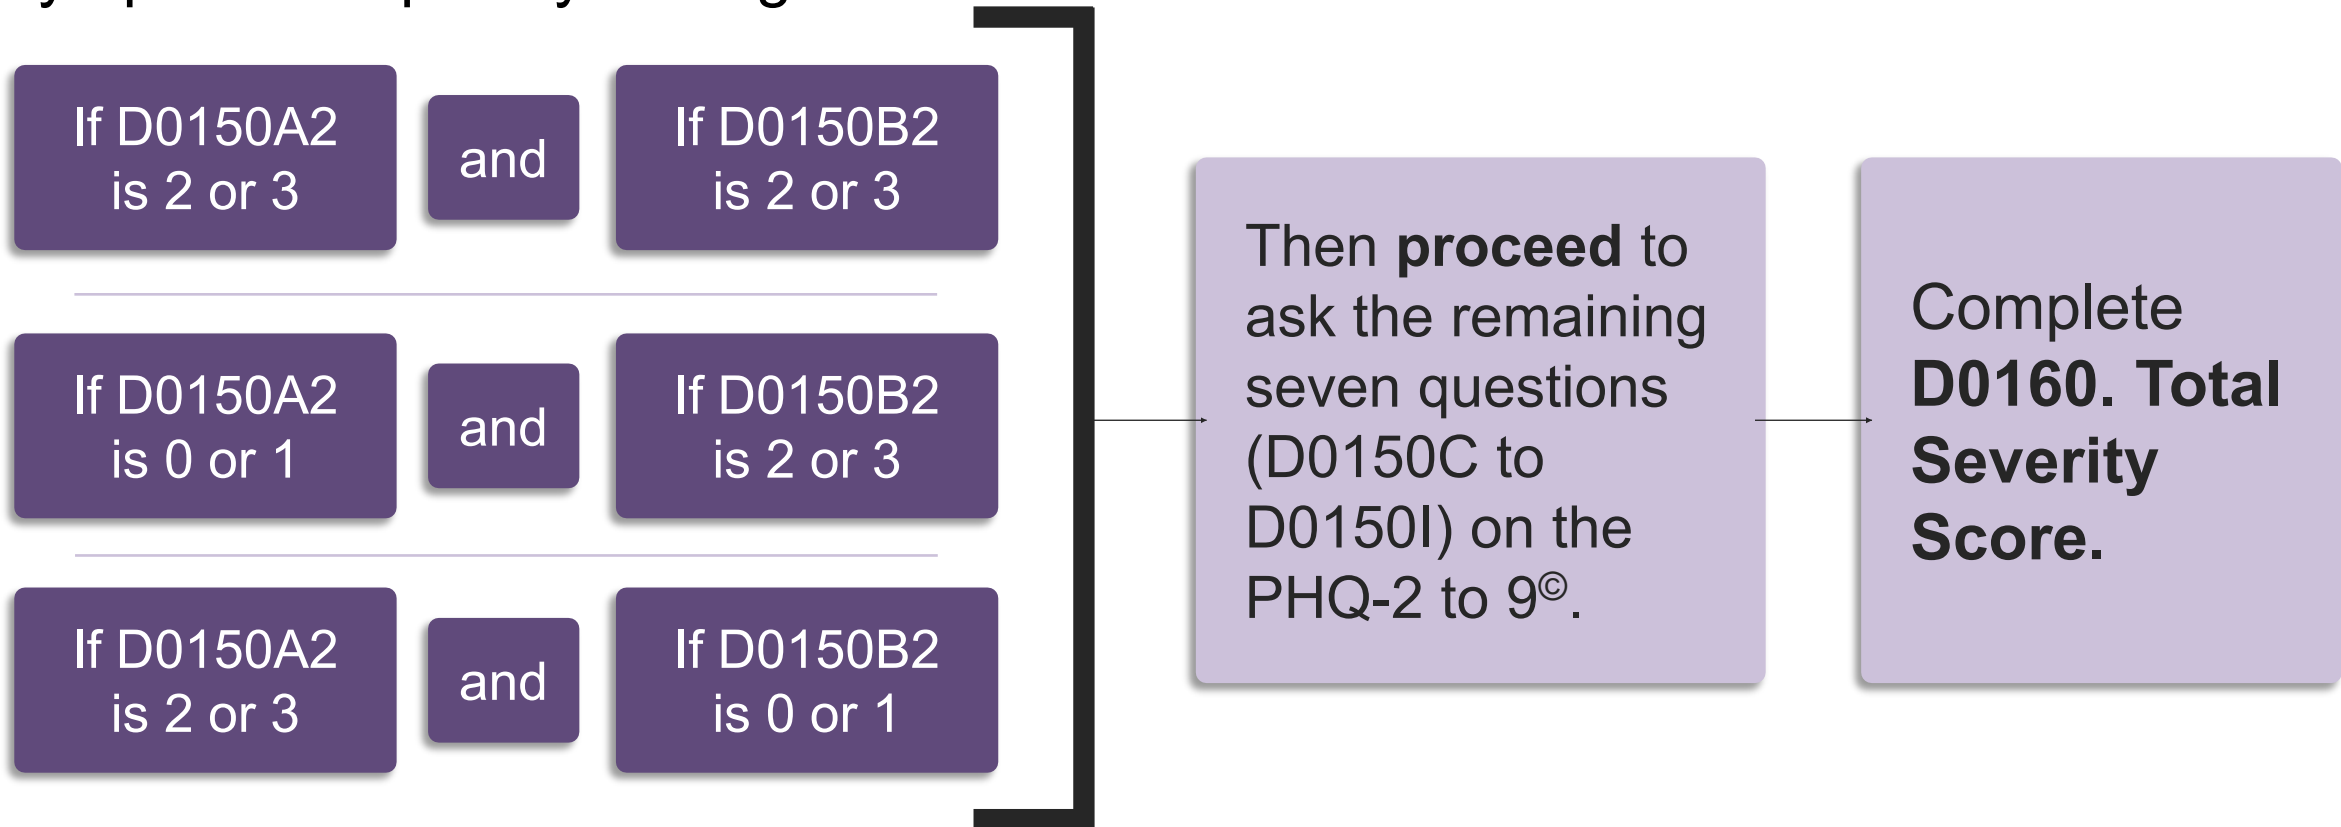 If D0150A2
is 2 or 3
and
If D0150B2
is 2 or 3
If D0150A2
is 0 or 1
and
If D0150B2
is 2 or 3
If D0150A2
is 2 or 3
and
If D0150B2
is 0 or 1
Then proceed to
ask the remaining
seven questions
(D0150C to
D0150I) on the
PHQ-2 to 9©.
Complete
D0160. Total
Severity
Score.